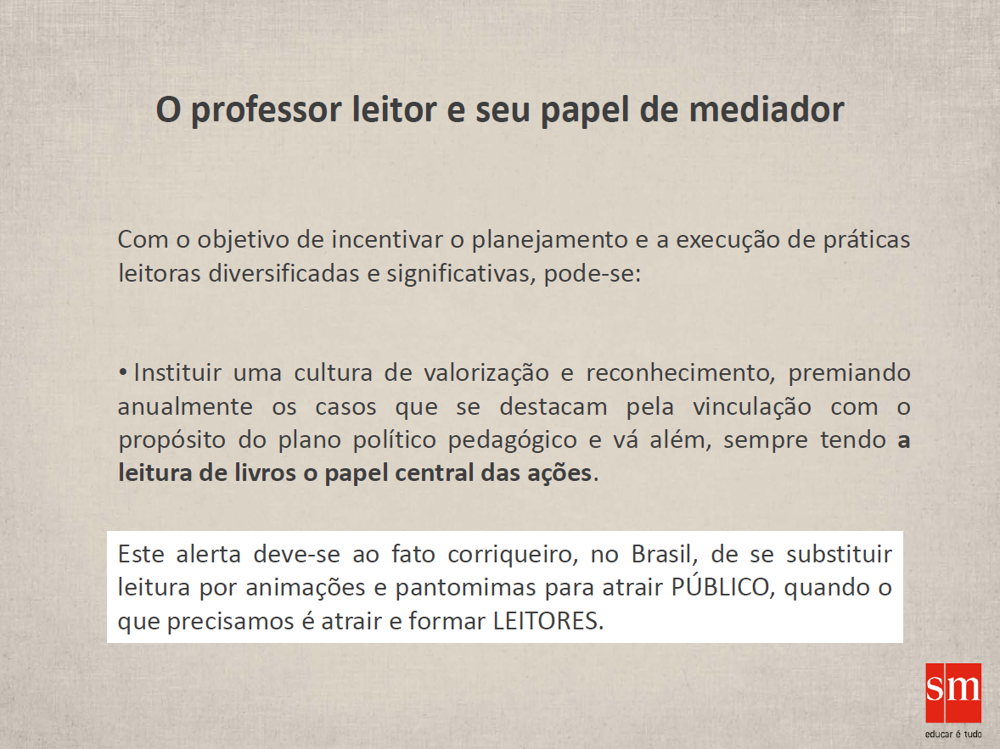 O professor leitor e seu papel de mediador
Com o objetivo de incentivar o planejamento e a execução de práticas
leitoras diversificadas e significativas, pode-se:
• Instituir uma cultura de valorização e reconhecimento, premiando
anualmente os casos que se destacam pela vinculação com o
propósito do plano político pedagógico e vá além, sempre tendo a
leitura de livros o papel central das ações.
Este alerta deve-se ao fato corriqueiro, no Brasil, de se substituir
leitura por animações e pantomimas para atrair PÚBLICO, quando o
que precisamos é atrair e formar LEITORES.
sm
educar é tudo